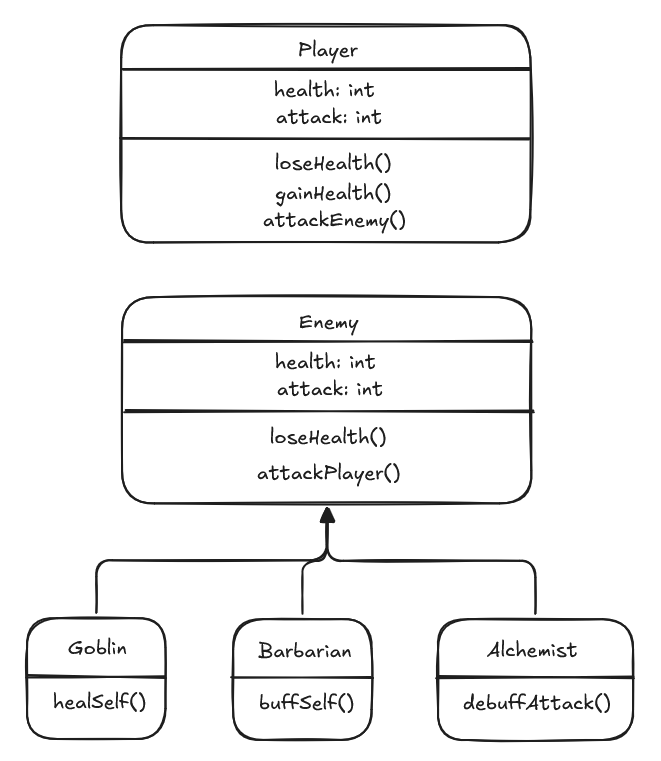 Player
health: int
attack: int
loseHealth()
gainHealth()
attackEnemy()
Enemy
health: int
attack: int
loseHealth()
attackPlayer()
Goblin
healSelf()
Barbarian
buffSelf()
Alchemist
debuffAttack()